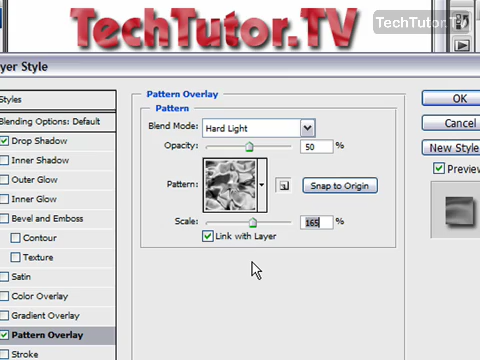 TechTutor.TV
TechTutor.TV
yer Style
Styles
Blending Options: Default
Drop Shadow
Inner Shadow
Outer Glow
Inner Glow
Bevel and Emboss
Contour
Texture
Satin
Color Overlay
Gradient Overlay
Pattern Overlay
Stroke
Pattern Overlay
Pattern
Blend Mode: Hard Light
Opacity: 50 %
Pattern: Snap to Origin
Scale: 165 %
Link with Layer
OK
Cancel
New Style
Preview